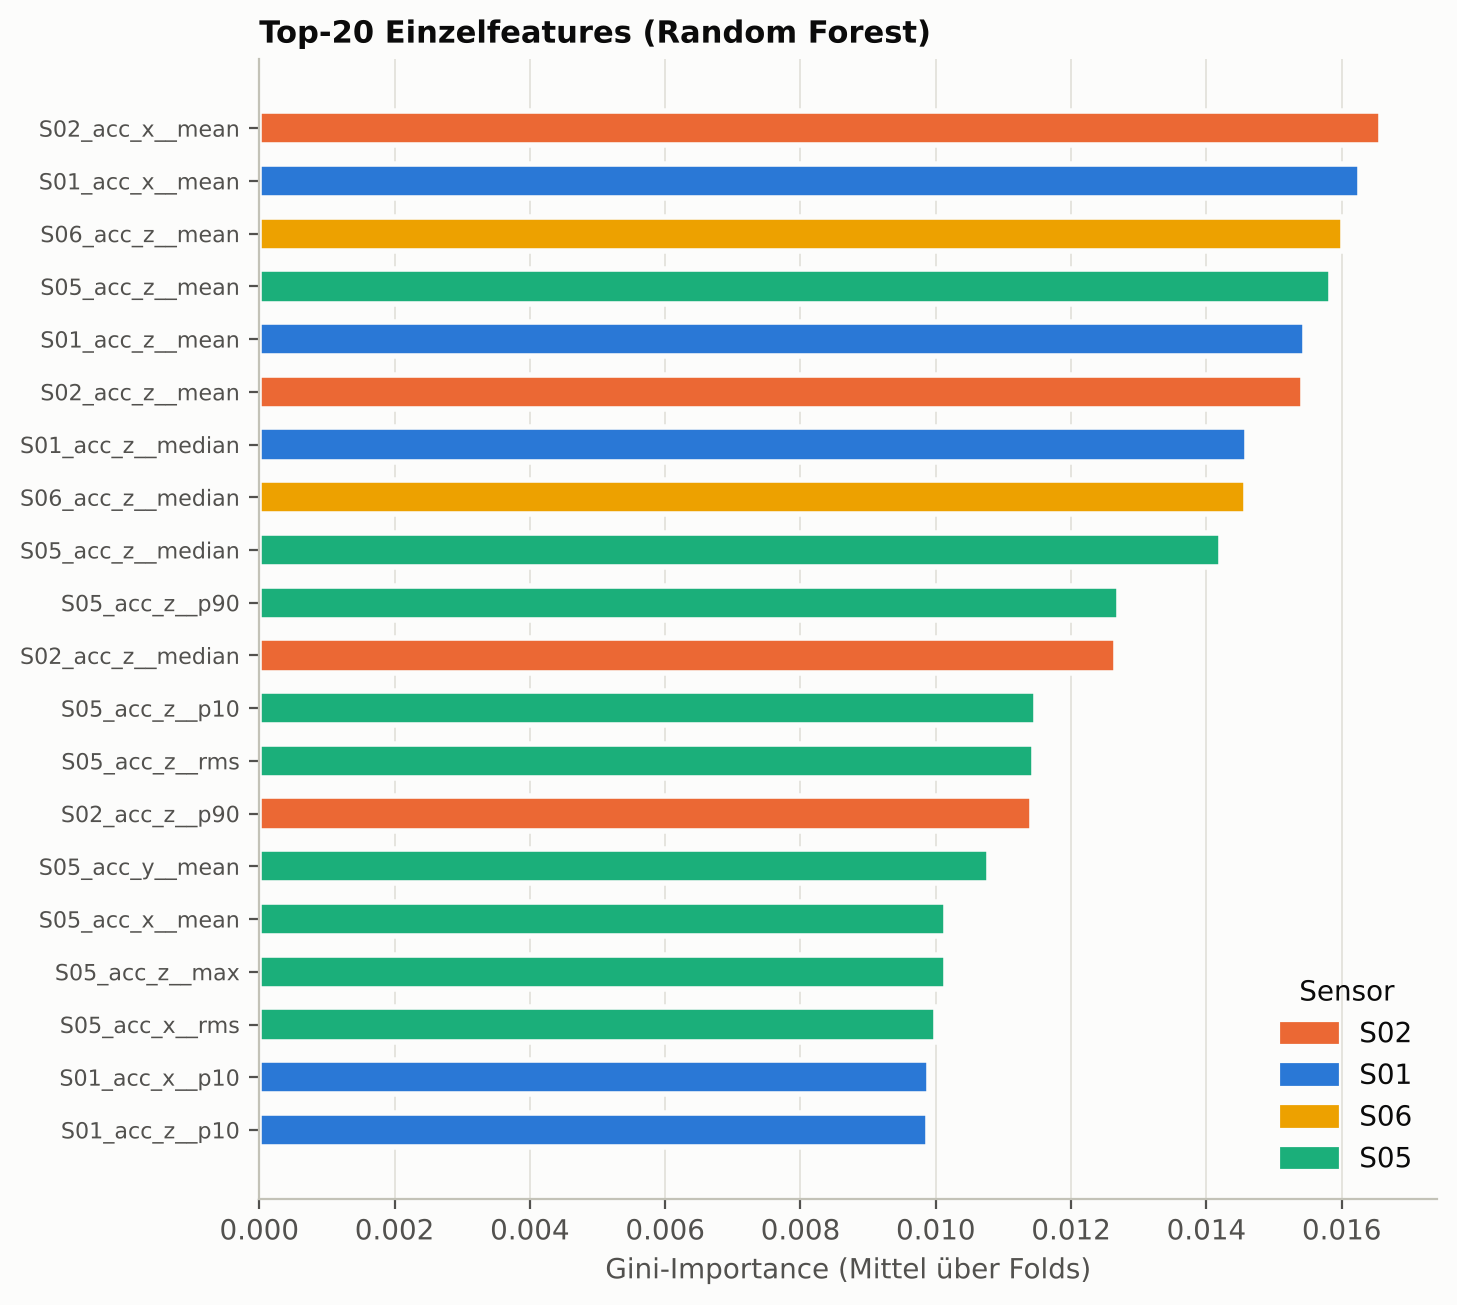 Top-20 Einzelfeatures (Random Forest)
S02_acc_x__mean
S01_acc_x__mean
S06_acc_z__mean
S05_acc_z__mean
S01_acc_z__mean
S02_acc_z__mean
S01_acc_z__median
S06_acc_z__median
S05_acc_z__median
S05_acc_z__p90
S02_acc_z__median
S05_acc_z__p10
S05_acc_z__rms
S02_acc_z__p90
S05_acc_y__mean
S05_acc_x__mean
S05_acc_z__max
S05_acc_x__rms
S01_acc_x__p10
S01_acc_z__p10
Sensor
S02
S01
S06
S05
0.000 0.002 0.004 0.006 0.008 0.010 0.012 0.014 0.016
Gini-Importance (Mittel über Folds)